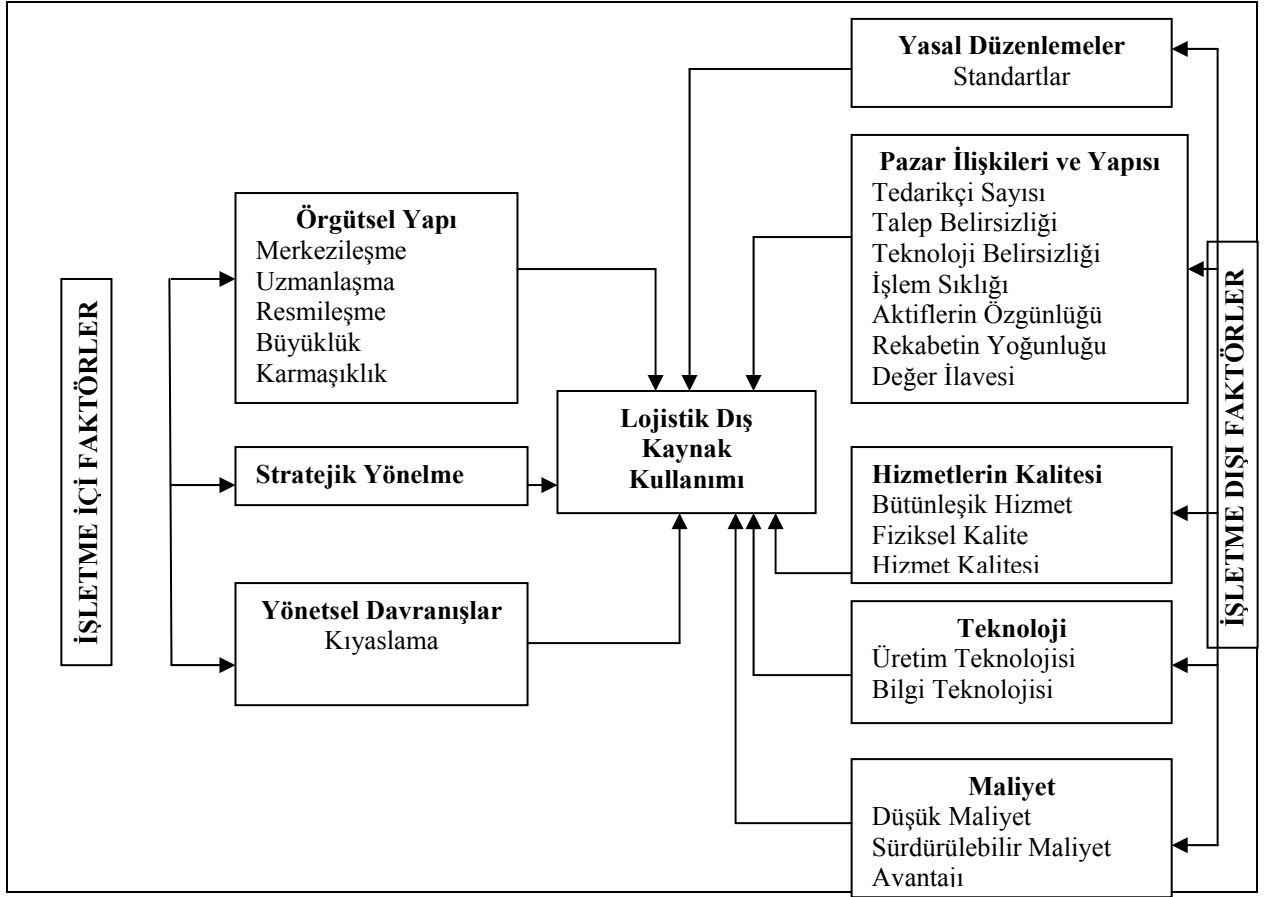 İŞLETME İÇİ FAKTÖRLER
Örgütsel Yapı
Merkezileşme
Uzmanlaşma
Resmileşme
Büyüklük
Karmaşıklık
Stratejik Yönelme
Yönetsel Davranışlar
Kıyaslama
Lojistik Dış
Kaynak
Kullanımı
Yasal Düzenlemeler
Standartlar
Pazar İlişkileri ve Yapısı
Tedarikçi Sayısı
Talep Belirsizliği
Teknoloji Belirsizliği
İşlem Sıklığı
Aktiflerin Özgünlüğü
Rekabetin Yoğunluğu
Değer İlavesi
Hizmetlerin Kalitesi
Bütünleşik Hizmet
Fiziksel Kalite
Hizmet Kalitesi
Teknoloji
Üretim Teknolojisi
Bilgi Teknolojisi
Maliyet
Düşük Maliyet
Sürdürülebilir Maliyet
Avantajı
İŞLETME DIŞI FAKTÖRLER